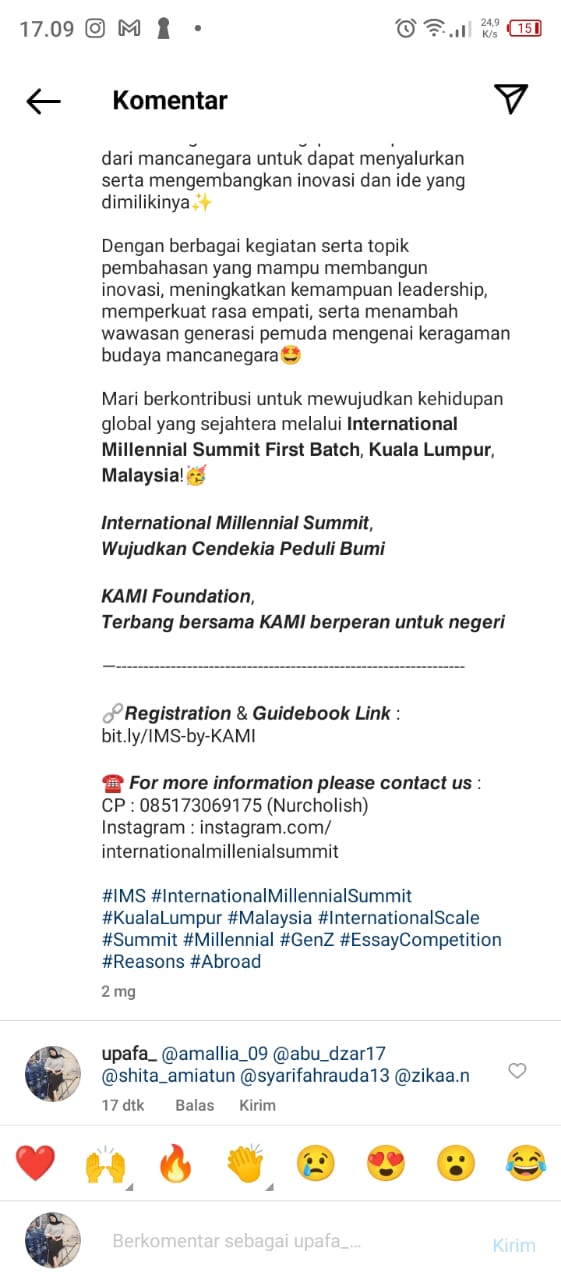 17.09
24,9
K/s
15
Komentar
dari mancanegara untuk dapat menyalurkan
serta mengembangkan inovasi dan ide yang
dimilikinya✨
Dengan berbagai kegiatan serta topik
pembahasan yang mampu membangun
inovasi, meningkatkan kemampuan leadership,
memperkuat rasa empati, serta menambah
wawasan generasi pemuda mengenai keragaman
budaya mancanegara🤩
Mari berkontribusi untuk mewujudkan kehidupan
global yang sejahtera melalui International
Millennial Summit First Batch, Kuala Lumpur,
Malaysia!🥳
International Millennial Summit,
Wujudkan Cendekia Peduli Bumi
KAMI Foundation,
Terbang bersama KAMI berperan untuk negeri
—----------------------------------------------------------------
🔗Registration & Guidebook Link :
bit.ly/IMS-by-KAMI
☎️ For more information please contact us :
CP : 085173069175 (Nurcholish)
Instagram : instagram.com/
internationalmillenialsummit
#IMS #InternationalMillennialSummit
#KualaLumpur #Malaysia #InternationalScale
#Summit #Millennial #GenZ #EssayCompetition
#Reasons #Abroad
2 mg
upafa_ @amallia_09 @abu_dzar17
@shita_amiatun @syarifahrauda13 @zikaa.n
17 dtk Balas Kirim
❤️ 🙌 🔥 👏 😢 😍 😮 😂
Berkomentar sebagai upafa_... Kirim